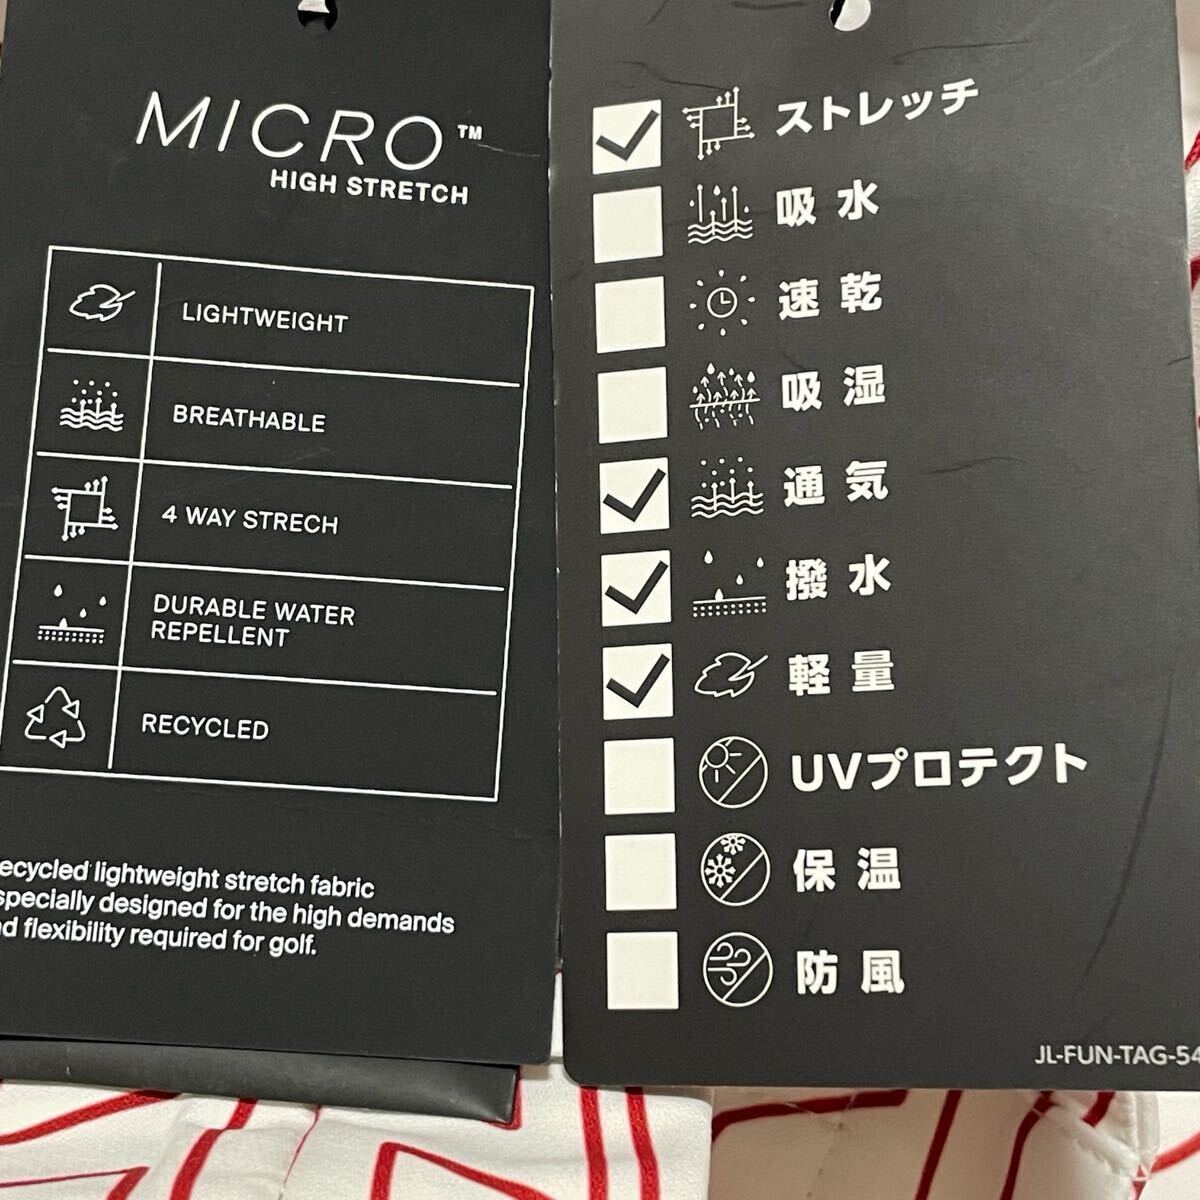 MICRO™
HIGH STRETCH
LIGHTWEIGHT
BREATHABLE
4 WAY STRECH
DURABLE WATER
REPELLENT
RECYCLED
ecycled lightweight stretch fabric
specially designed for the high demands
nd flexibility required for golf.
ストレッチ
吸水
速乾
吸湿
通気
撥水
軽量
UVプロテクト
保温
防風
JL-FUN-TAG-54